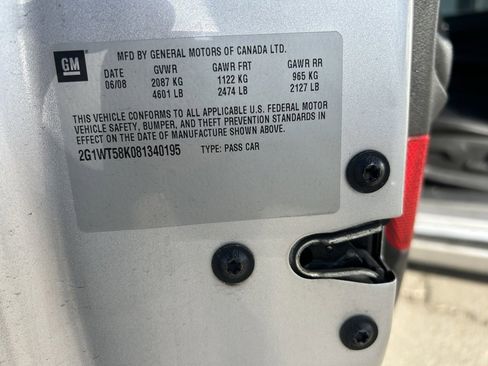 GM
MFD BY GENERAL MOTORS OF CANADA LTD.
DATE GVWR GAWR FRT GAWR RR
06/08 2087 KG 1122 KG 965 KG
4601 LB 2474 LB 2127 LB
THIS VEHICLE CONFORMS TO ALL APPLICABLE U.S. FEDERAL MOTOR
VEHICLE SAFETY, BUMPER, AND THEFT PREVENTION STANDARDS IN
EFFECT ON THE DATE OF MANUFACTURE SHOWN ABOVE.
2G1WT58K081340195 TYPE: PASS CAR